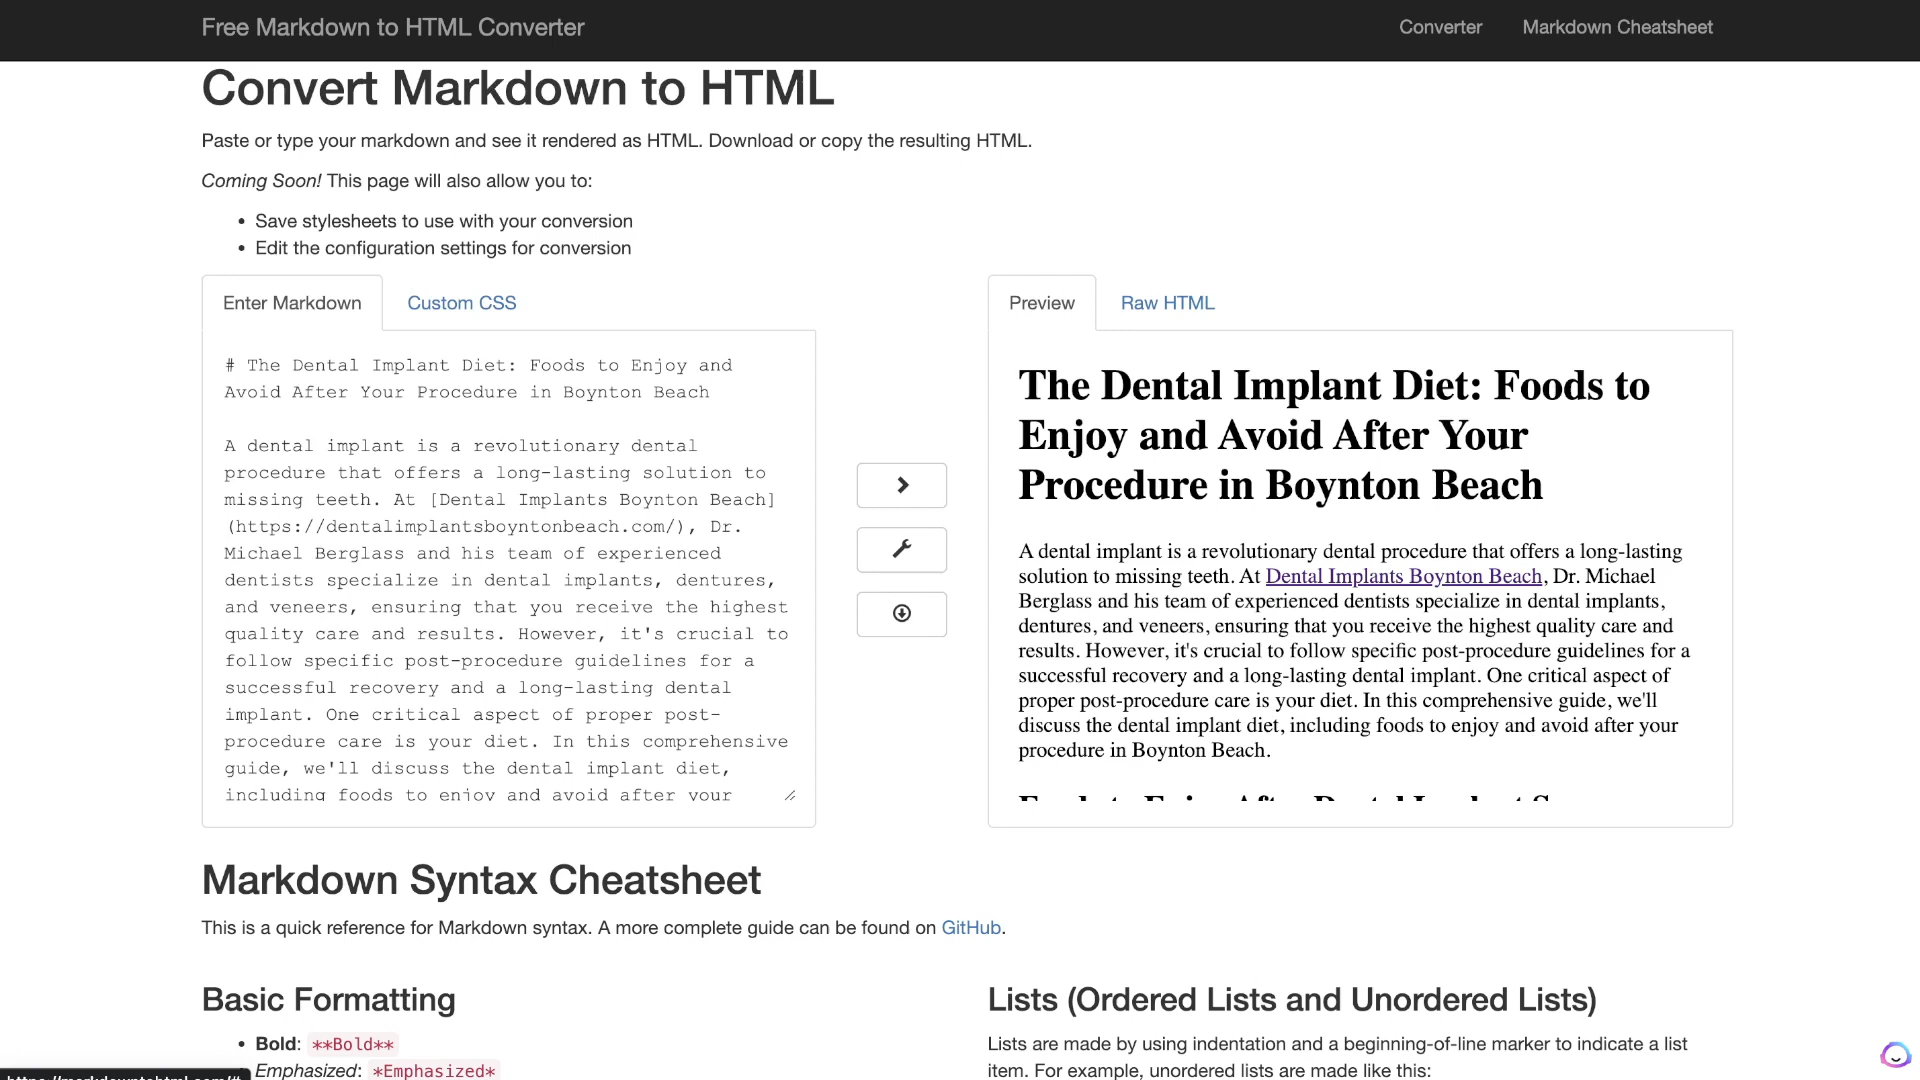 Free Markdown to HTML Converter
Converter
Markdown Cheatsheet
Convert Markdown to HTML
Paste or type your markdown and see it rendered as HTML. Download or copy the resulting HTML.
Coming Soon! This page will also allow you to:
• Save stylesheets to use with your conversion
• Edit the configuration settings for conversion
Enter Markdown
Custom CSS
# The Dental Implant Diet: Foods to Enjoy and
Avoid After Your Procedure in Boynton Beach
A dental implant is a revolutionary dental
procedure that offers a long-lasting solution to
missing teeth. At [Dental Implants Boynton Beach]
(https://dentalimplantsboyntonbeach.com/), Dr.
Michael Berglass and his team of experienced
dentists specialize in dental implants, dentures,
and veneers, ensuring that you receive the highest
quality care and results. However, it's crucial to
follow specific post-procedure guidelines for a
successful recovery and a long-lasting dental
implant. One critical aspect of proper post-
procedure care is your diet. In this comprehensive
guide, we'll discuss the dental implant diet,
including foods to enjoy and avoid after your
Preview
Raw HTML
The Dental Implant Diet: Foods to
Enjoy and Avoid After Your
Procedure in Boynton Beach
A dental implant is a revolutionary dental procedure that offers a long-lasting
solution to missing teeth. At Dental Implants Boynton Beach, Dr. Michael
Berglass and his team of experienced dentists specialize in dental implants,
dentures, and veneers, ensuring that you receive the highest quality care and
results. However, it's crucial to follow specific post-procedure guidelines for a
successful recovery and a long-lasting dental implant. One critical aspect of
proper post-procedure care is your diet. In this comprehensive guide, we'll
discuss the dental implant diet, including foods to enjoy and avoid after your
procedure in Boynton Beach.
Markdown Syntax Cheatsheet
This is a quick reference for Markdown syntax. A more complete guide can be found on GitHub.
Basic Formatting
• Bold: **Bold**
Emphasized: *Emphasized*
Lists (Ordered Lists and Unordered Lists)
Lists are made by using indentation and a beginning-of-line marker to indicate a list
item. For example, unordered lists are made like this: